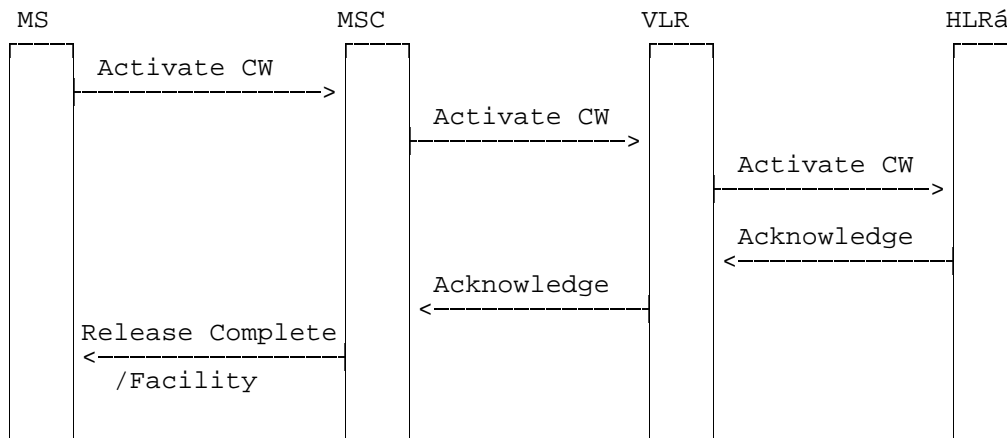 MS MSC VLR HLRá
Activate CW
Activate CW
Activate CW
Acknowledge
Acknowledge
Release Complete
/Facility